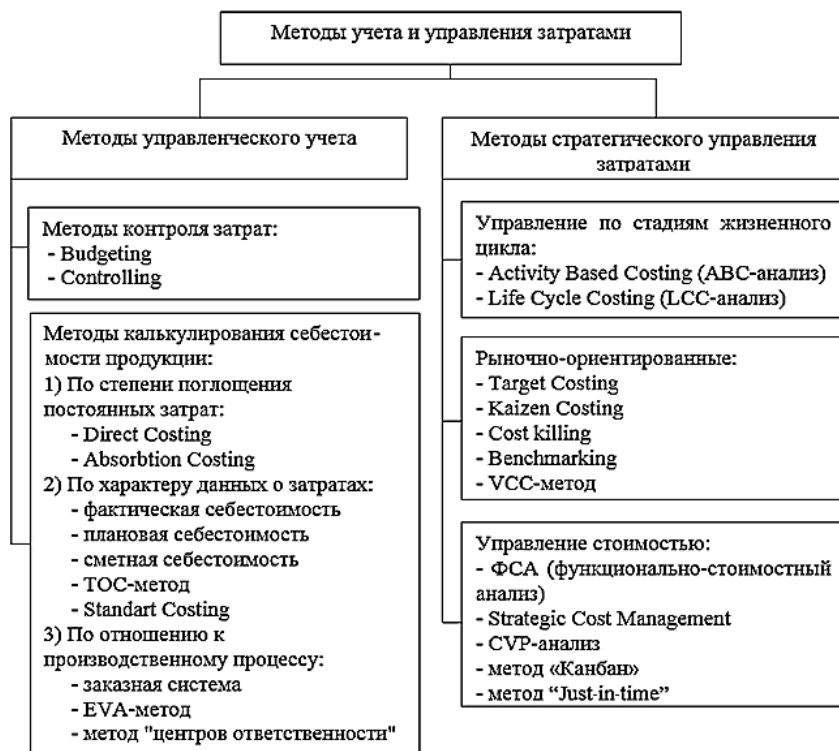 Методы учета и управления затратами
Методы управленческого учета
Методы контроля затрат:
- Budgeting
- Controlling
Методы калькулирования себестои-
мости продукции:
1) По степени поглощения
постоянных затрат:
- Direct Costing
- Absorbtion Costing
2) По характеру данных о затратах:
- фактическая себестоимость
- плановая себестоимость
- сметная себестоимость
- ТОС-метод
- Standart Costing
3) По отношению к
производственному процессу:
- заказная система
- EVA-метод
- метод "центров ответственности"
Методы стратегического управления
затратами
Управление по стадиям жизненного
цикла:
- Activity Based Costing (ABC-анализ)
- Life Cycle Costing (LCC-анализ)
Рыночно-ориентированные:
- Target Costing
- Kaizen Costing
- Cost killing
- Benchmarking
- VCC-метод
Управление стоимостью:
- ФСА (функционально-стоимостный
анализ)
- Strategic Cost Management
- CVP-анализ
- метод «Канбан»
- метод “Just-in-time”